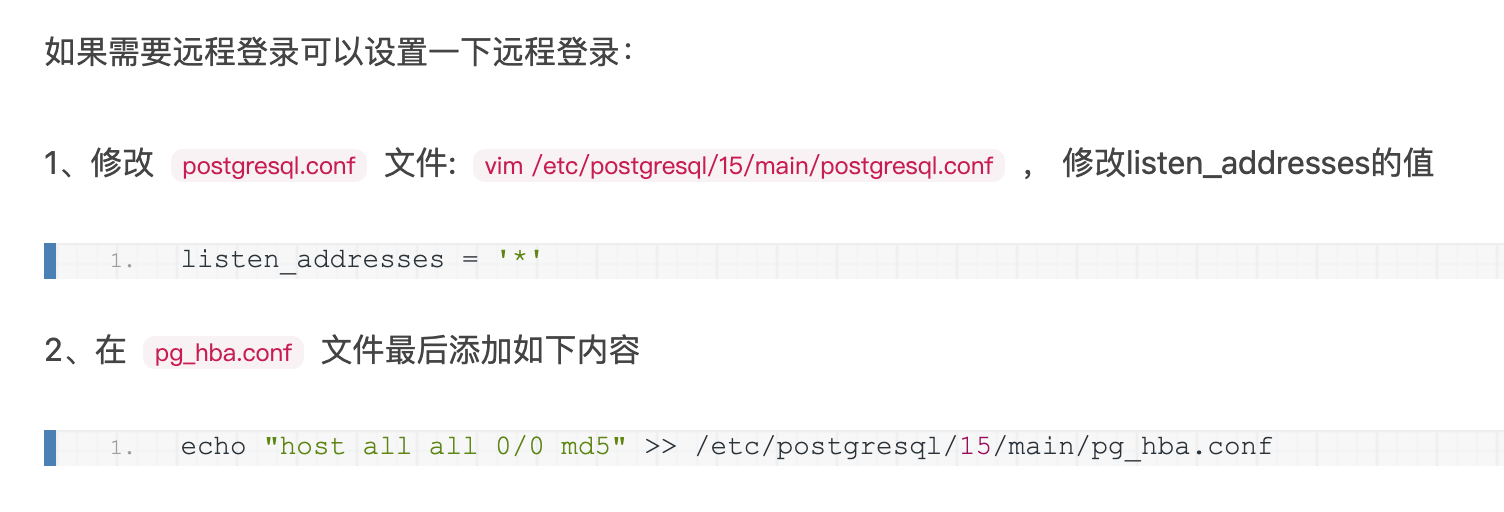 如果需要远程登录可以设置一下远程登录：
1、修改 postgresql.conf 文件: vim /etc/postgresql/15/main/postgresql.conf ， 修改listen_addresses的值
1. listen_addresses = '*'
2、在 pg_hba.conf 文件最后添加如下内容
1. echo "host all all 0/0 md5" >> /etc/postgresql/15/main/pg_hba.conf